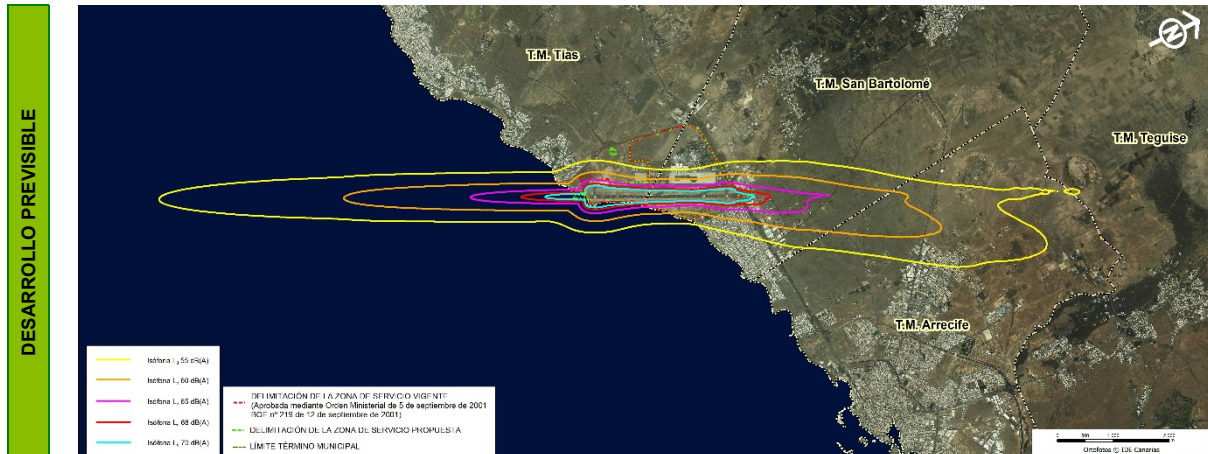 DESARROLLO PREVISIBLE
T.M. Tías
T.M. San Bartolomé
T.M. Teguise
T.M. Arrecife
Isófona L 55 dB(A)
Isófona L 60 dB(A)
Isófona L 65 dB(A)
Isófona L 68 dB(A)
Isófona L 70 dB(A)
DELIMITACIÓN DE LA ZONA DE SERVICIO VIGENTE
(Aprobada mediante Orden Ministerial de 5 de septiembre de 2001
BOE nº 219 de 12 de septiembre de 2001)
DELIMITACIÓN DE LA ZONA DE SERVICIO PROPUESTA
LÍMITE TÉRMINO MUNICIPAL
Ortofotos © IDE Canarias